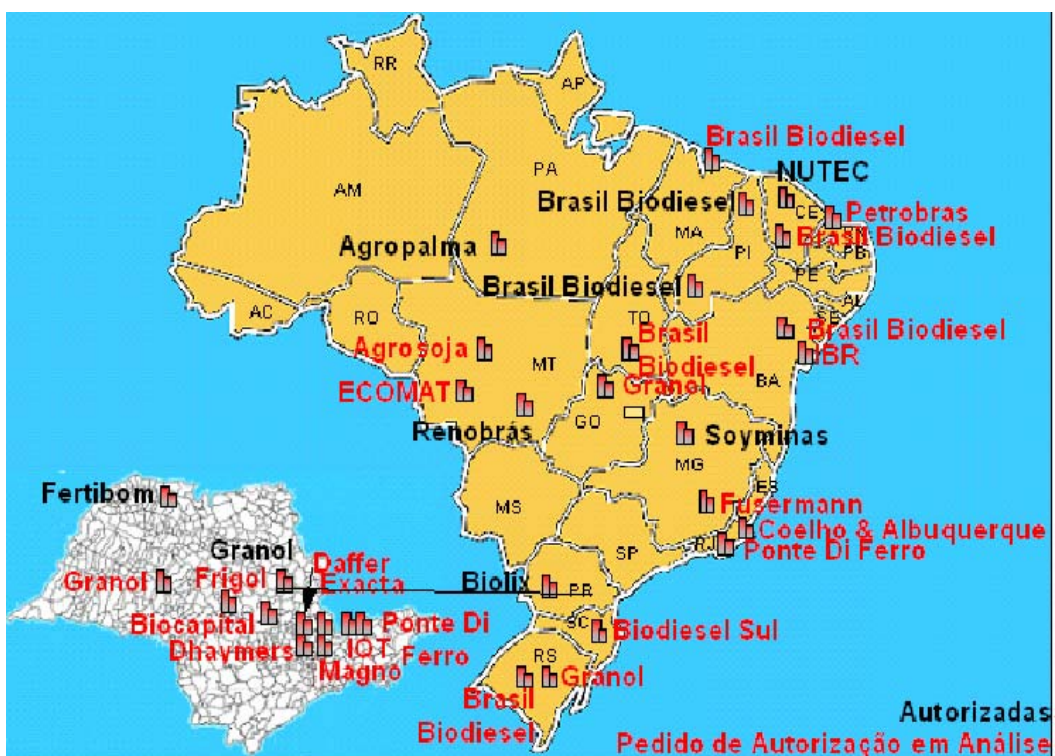 RR
AP
Brasil Biodiesel
PA
NUTEC
AM
Brasil Biodiesel
CE
Petrobras
MA
Brasil Biodiesel
PB
Agropalma
PI
PE
Brasil Biodiesel
AL
AC
RO
TO
SE
Brasil Biodiesel
Agrosoja
MT
Brasil
Biodiesel
IBR
BA
ECOMAT
Granol
Renobrás
GO
Soyminas
MG
ES
Fertibom
MS
Fusermann
Coelho & Albuquerque
RJ
Ponte Di Ferro
Granol
SP
Daffer
Granol
Frigol
Exacta
Biolix
PR
Biocapital
Ponte Di
Ferro
SC
Biodiesel Sul
Dhaymers
IQT
Magno
RS
Granol
Brasil
Biodiesel
Autorizadas
Pedido de Autorização em Análise